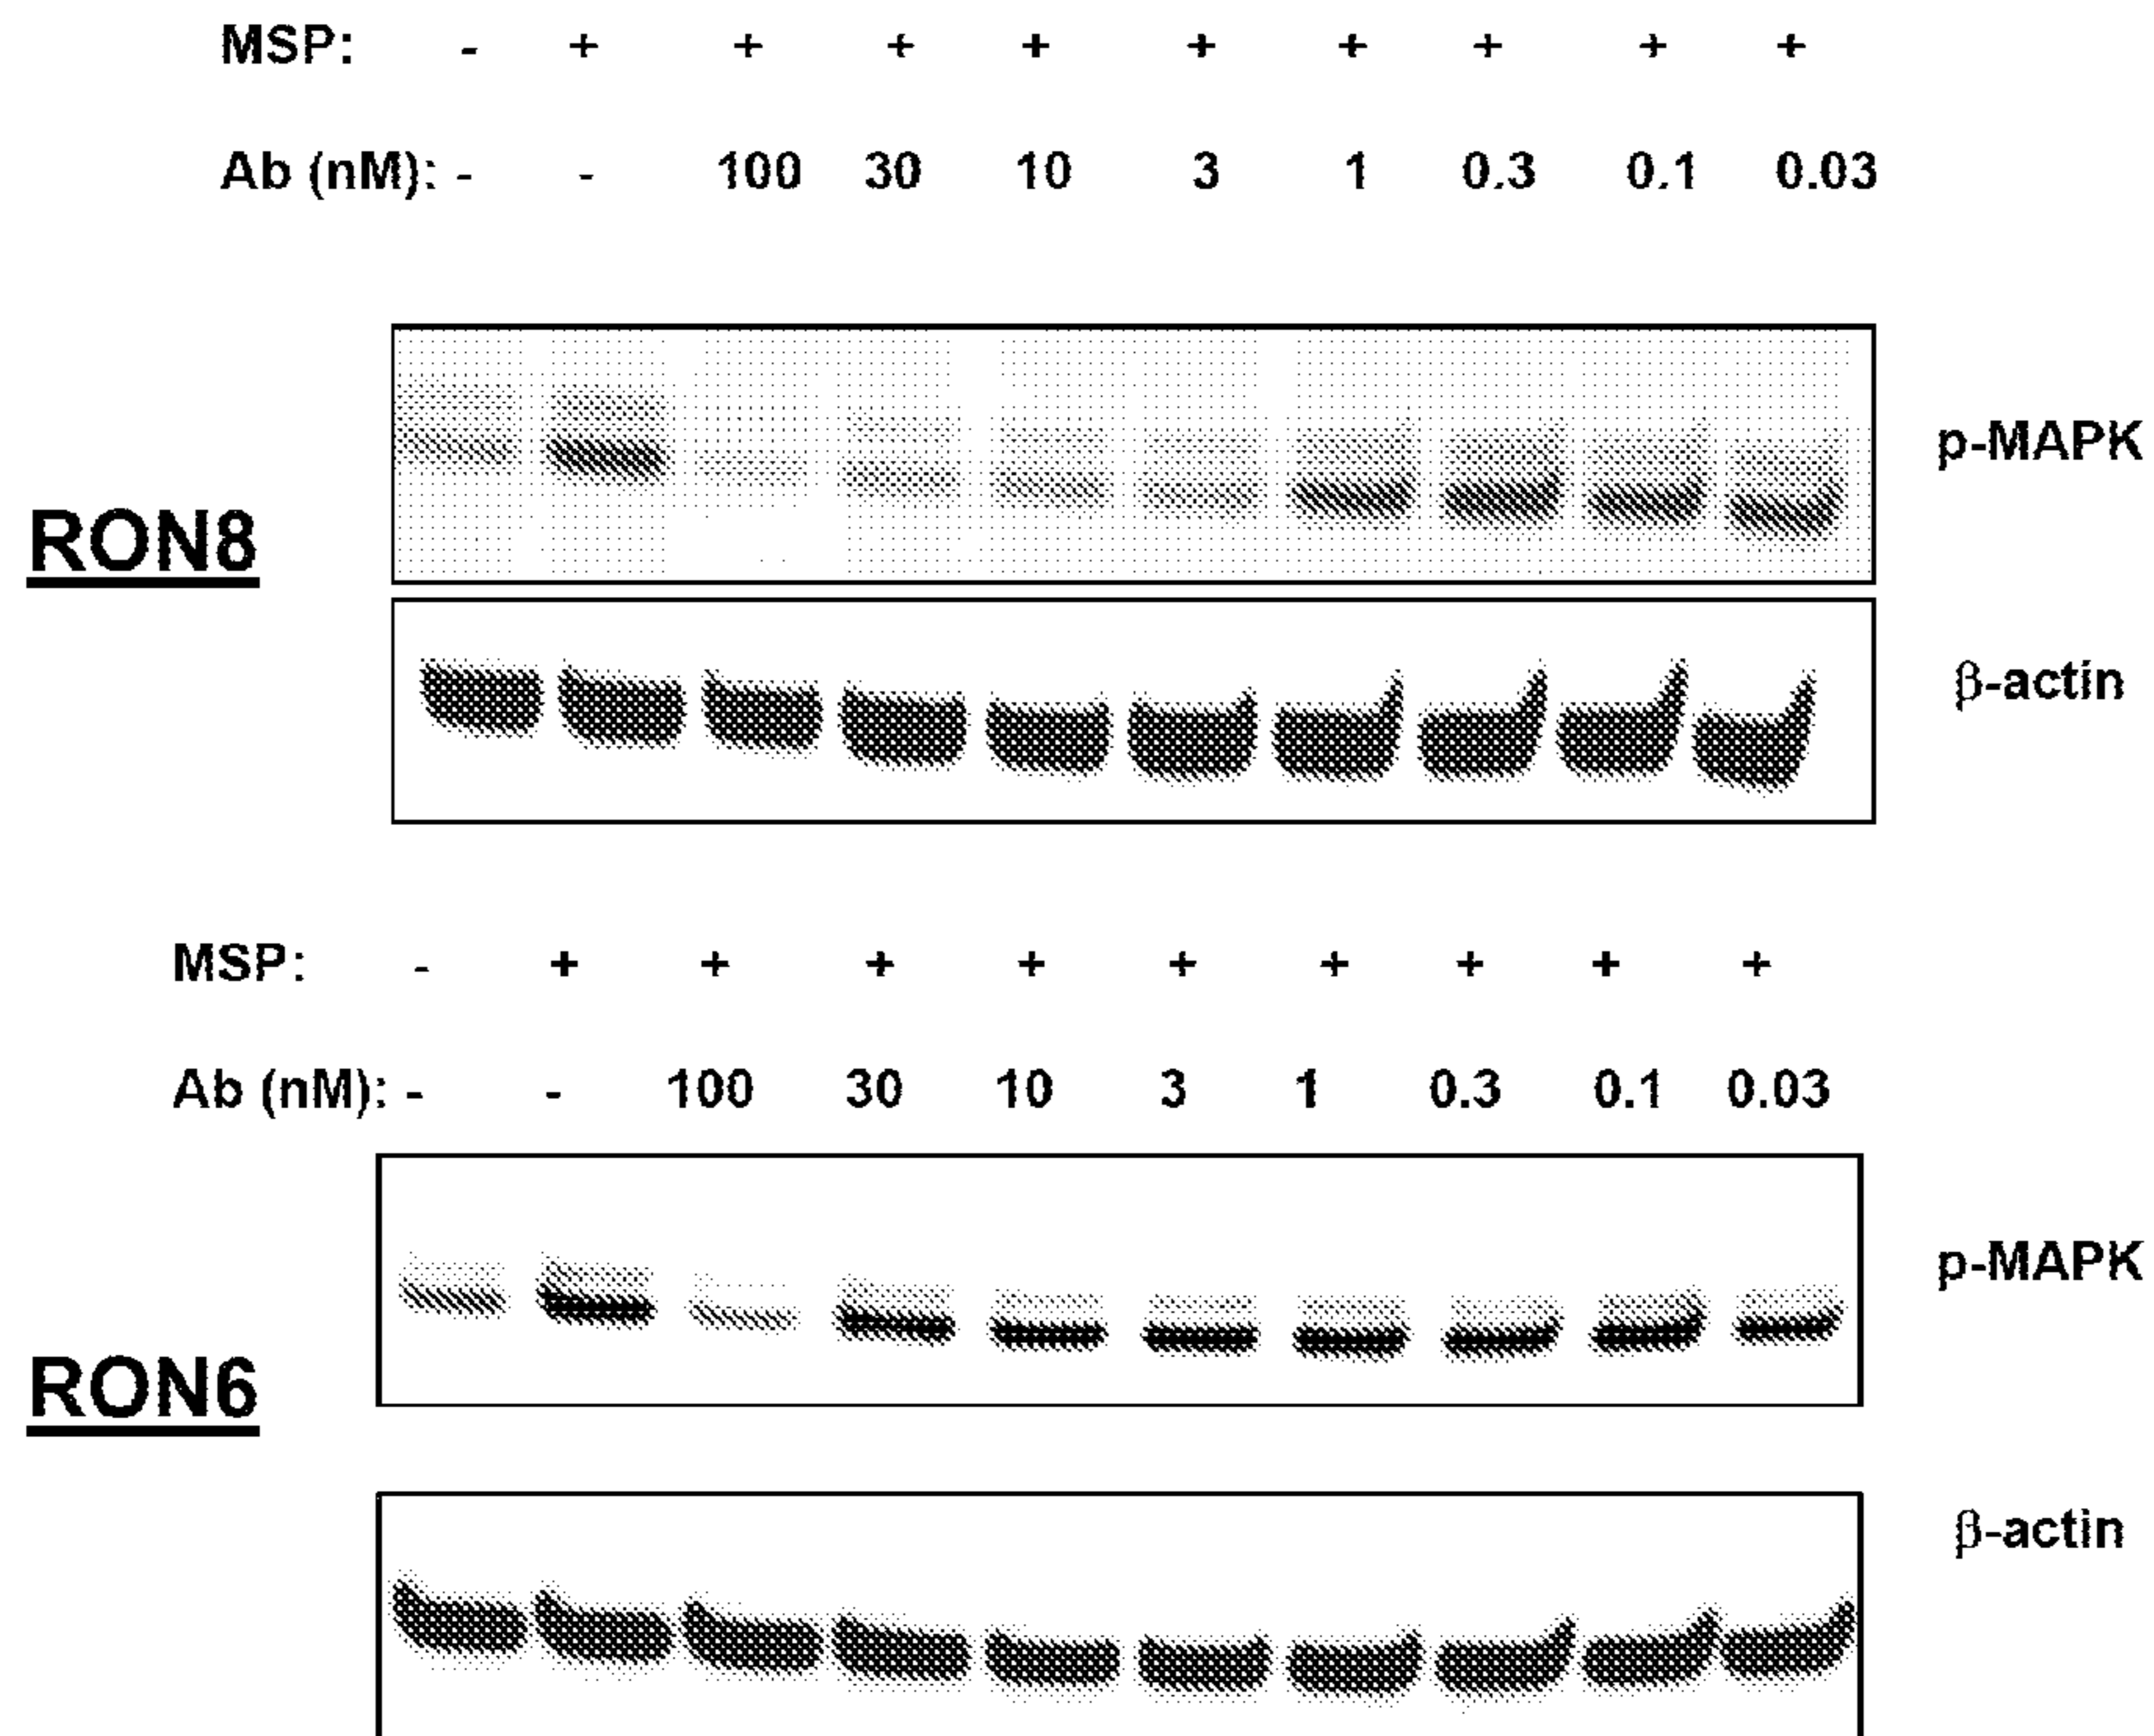 MSP: - + + + + + + + + +
Ab (nM): - - 100 30 10 3 1 0.3 0.1 0.03
p-MAPK
RON8
β-actin
MSP: - + + + + + + + + +
Ab (nM): - - 100 30 10 3 1 0.3 0.1 0.03
p-MAPK
RON6
β-actin